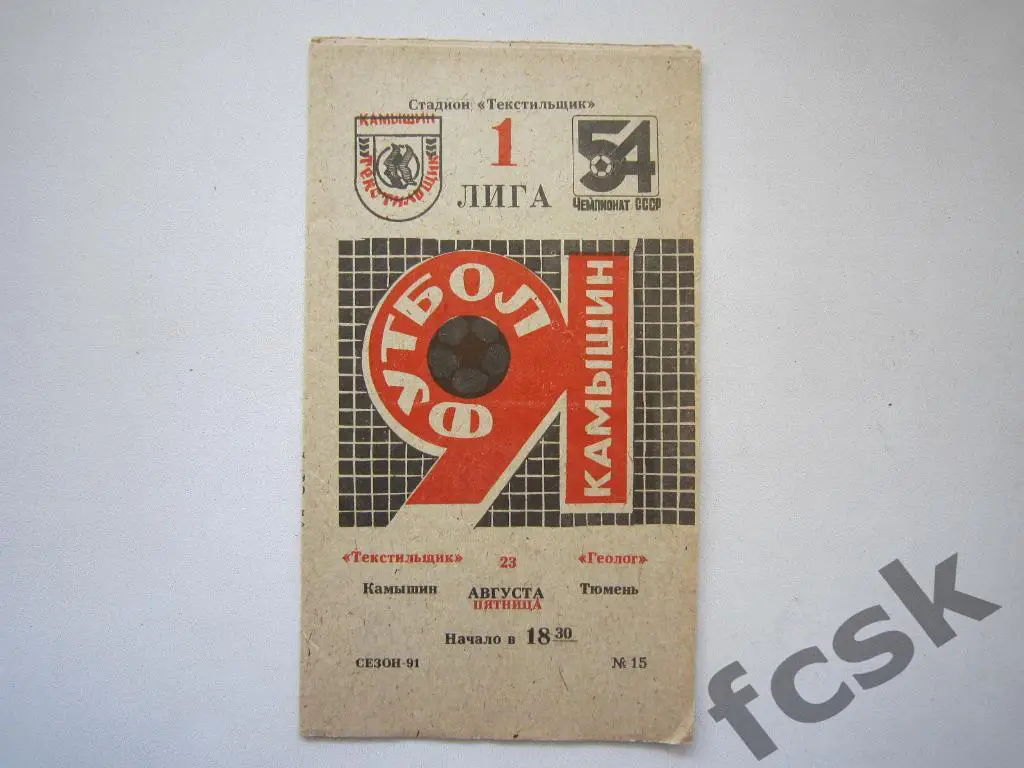 Стадион «Текстильщик»
КАМЫШИН
ТЕКСТИЛЬЩИК
1
ЛИГА
54
ЧЕМПИОНАТ СССР
ФУТБОЛ
91
КАМЫШИН
«Текстильщик» 23 «Геолог»
Камышин АВГУСТА Тюмень
ПЯТНИЦА
Начало в 18 30
СЕЗОН-91 № 15
fcsk